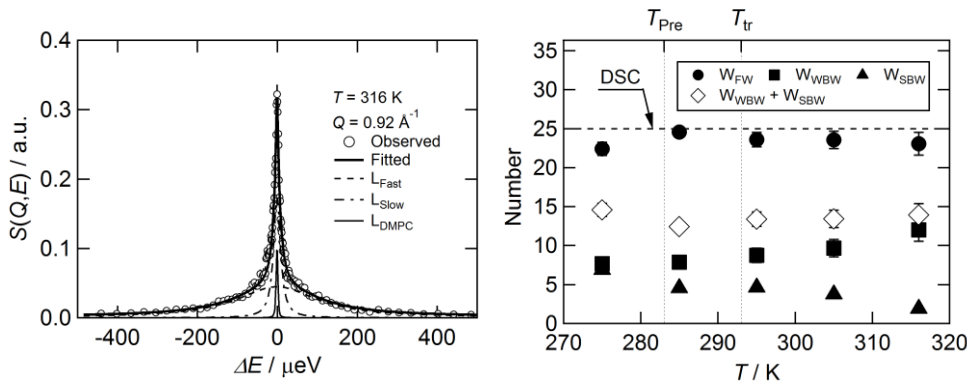 0.4
0.3
0.2
0.1
0.0
S(Q,E) / a.u.
T = 316 K
Q = 0.92 Å⁻¹
Observed
Fitted
L_Fast
L_Slow
L_DMPC
-400 -200 0 200 400
ΔE / μeV
T_Pre T_tr
35
30
25
20
15
10
5
0
Number
DSC
W_FW W_WBW W_SBW
W_WBW + W_SBW
270 280 290 300 310 320
T / K